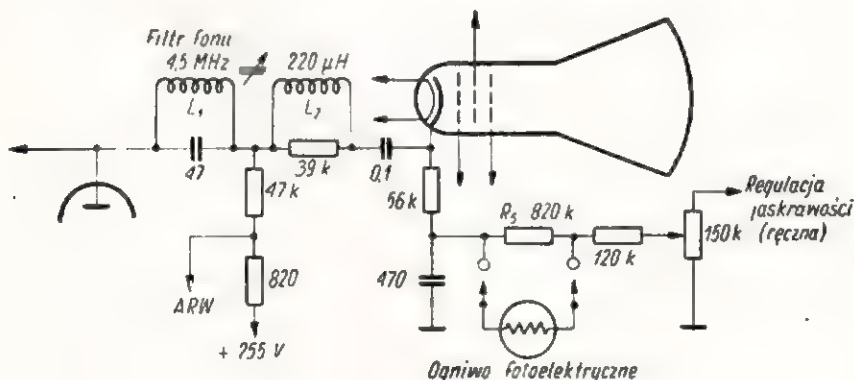 Filtr fonu
4,5 MHz
220 μH
L1
L2
47
39 k
0,1
47 k
56 k
R5 820 k
120 k
150 k
Regulacja
jaskrawości
(ręczna)
820
470
ARW
+ 255 V
Ogniwo fotoelektryczne